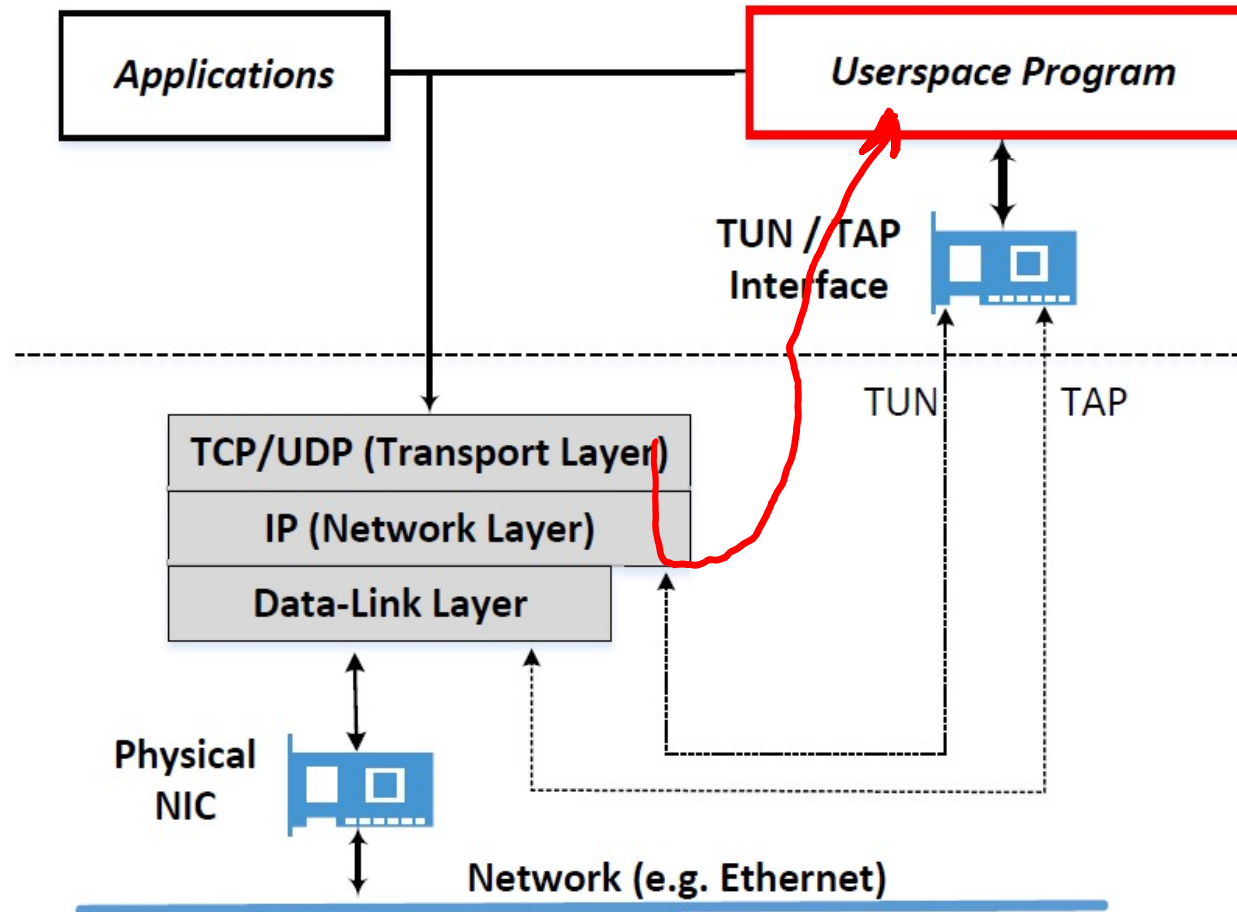 Applications
Userspace Program
TUN / TAP
Interface
TUN
TAP
TCP/UDP (Transport Layer)
IP (Network Layer)
Data-Link Layer
Physical
NIC
Network (e.g. Ethernet)